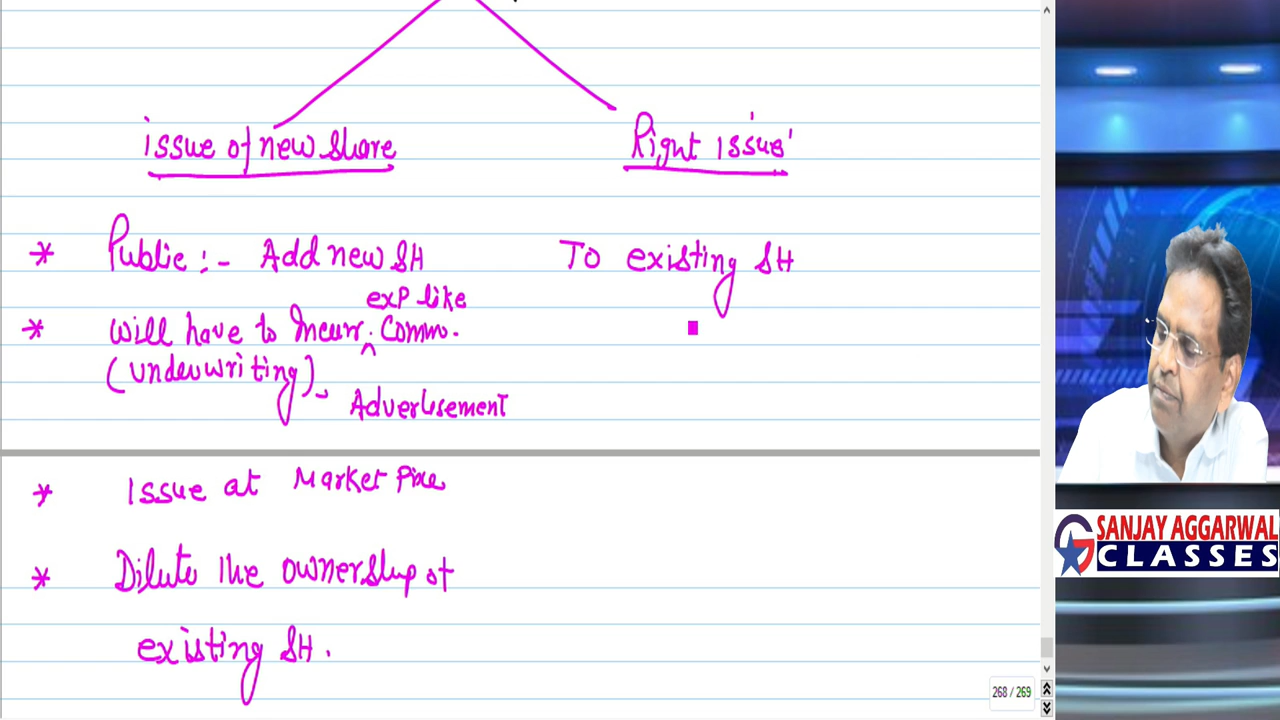 issue of new Share
Right issue'
* Public :- Add new SH
To existing SH
exp like
* will have to Incurr. ^ Comm.
(underwriting).
Advertisement
* Issue at Market Price
* Dilute the ownership of
existing SH.
268 / 269
SANJAY AGGARWAL
CLASSES